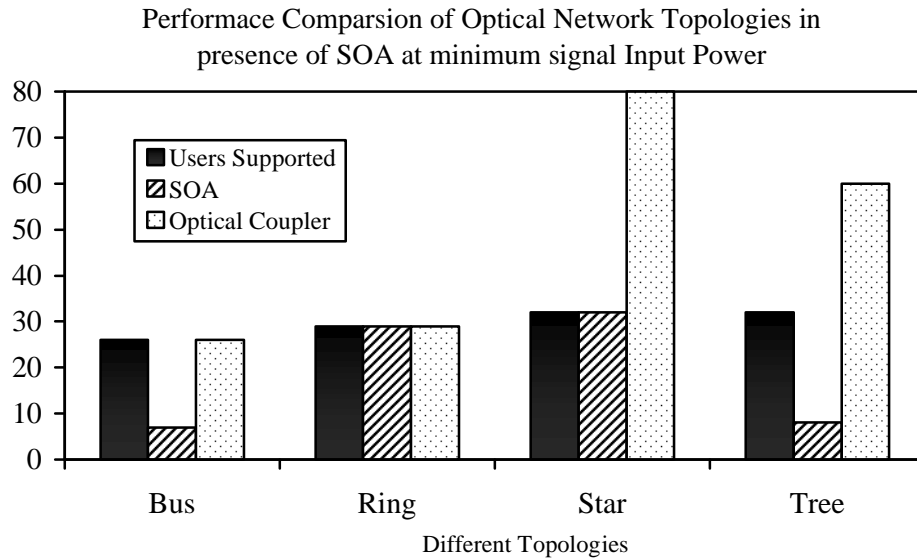 Performace Comparsion of Optical Network Topologies in
presence of SOA at minimum signal Input Power
80
70
60
50
40
30
20
10
0
Users Supported
SOA
Optical Coupler
Bus Ring Star Tree
Different Topologies